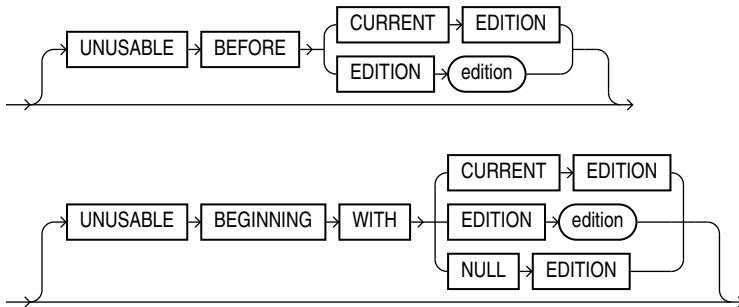 CURRENT EDITION
UNUSABLE BEFORE
EDITION edition
CURRENT EDITION
UNUSABLE BEGINNING WITH EDITION edition
NULL EDITION